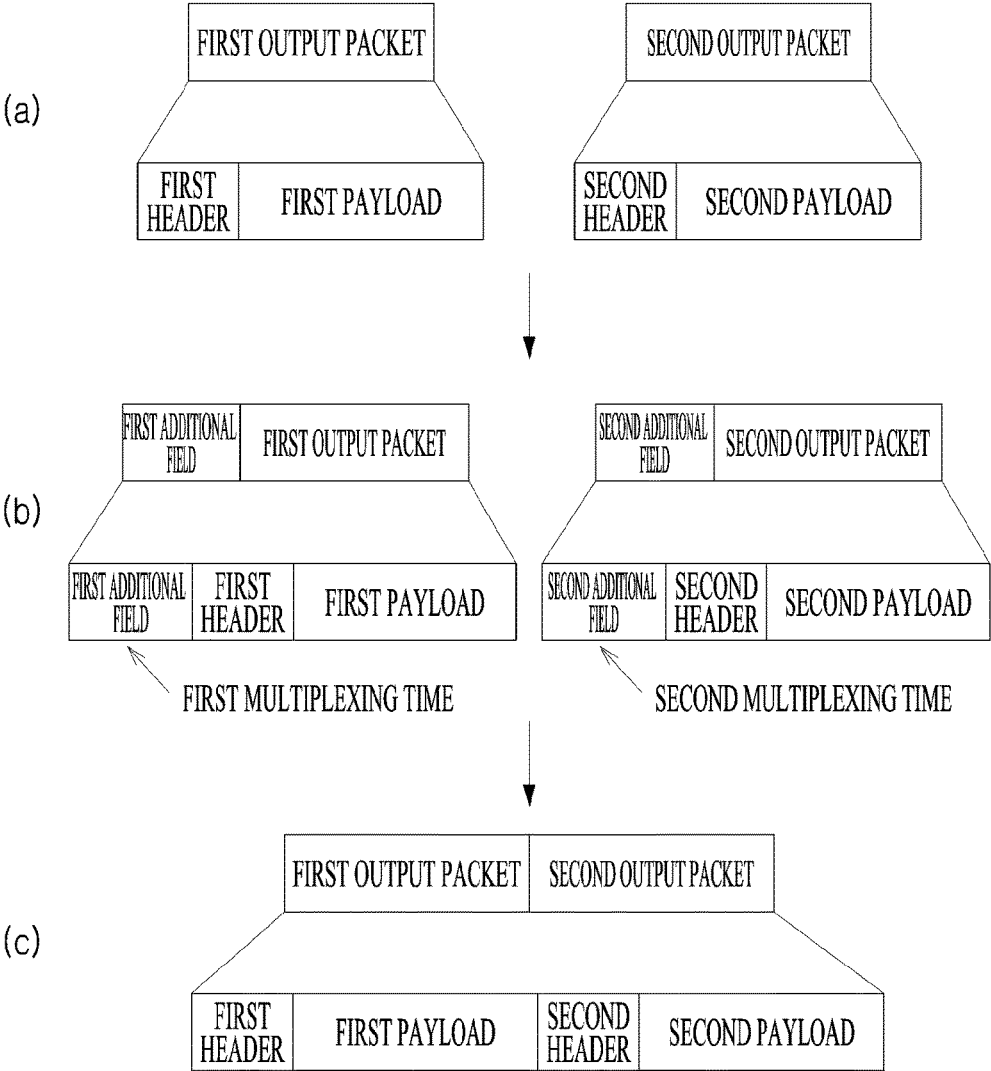 FIRST OUTPUT PACKET
SECOND OUTPUT PACKET
(a)
FIRST
HEADER
FIRST PAYLOAD
SECOND
HEADER
SECOND PAYLOAD
FIRST ADDITIONAL
FIELD
FIRST OUTPUT PACKET
SECOND ADDITIONAL
FIELD
SECOND OUTPUT PACKET
(b)
FIRST ADDITIONAL
FIELD
FIRST
HEADER
FIRST PAYLOAD
SECOND ADDITIONAL
FIELD
SECOND
HEADER
SECOND PAYLOAD
FIRST MULTIPLEXING TIME
SECOND MULTIPLEXING TIME
FIRST OUTPUT PACKET
SECOND OUTPUT PACKET
(c)
FIRST
HEADER
FIRST PAYLOAD
SECOND
HEADER
SECOND PAYLOAD